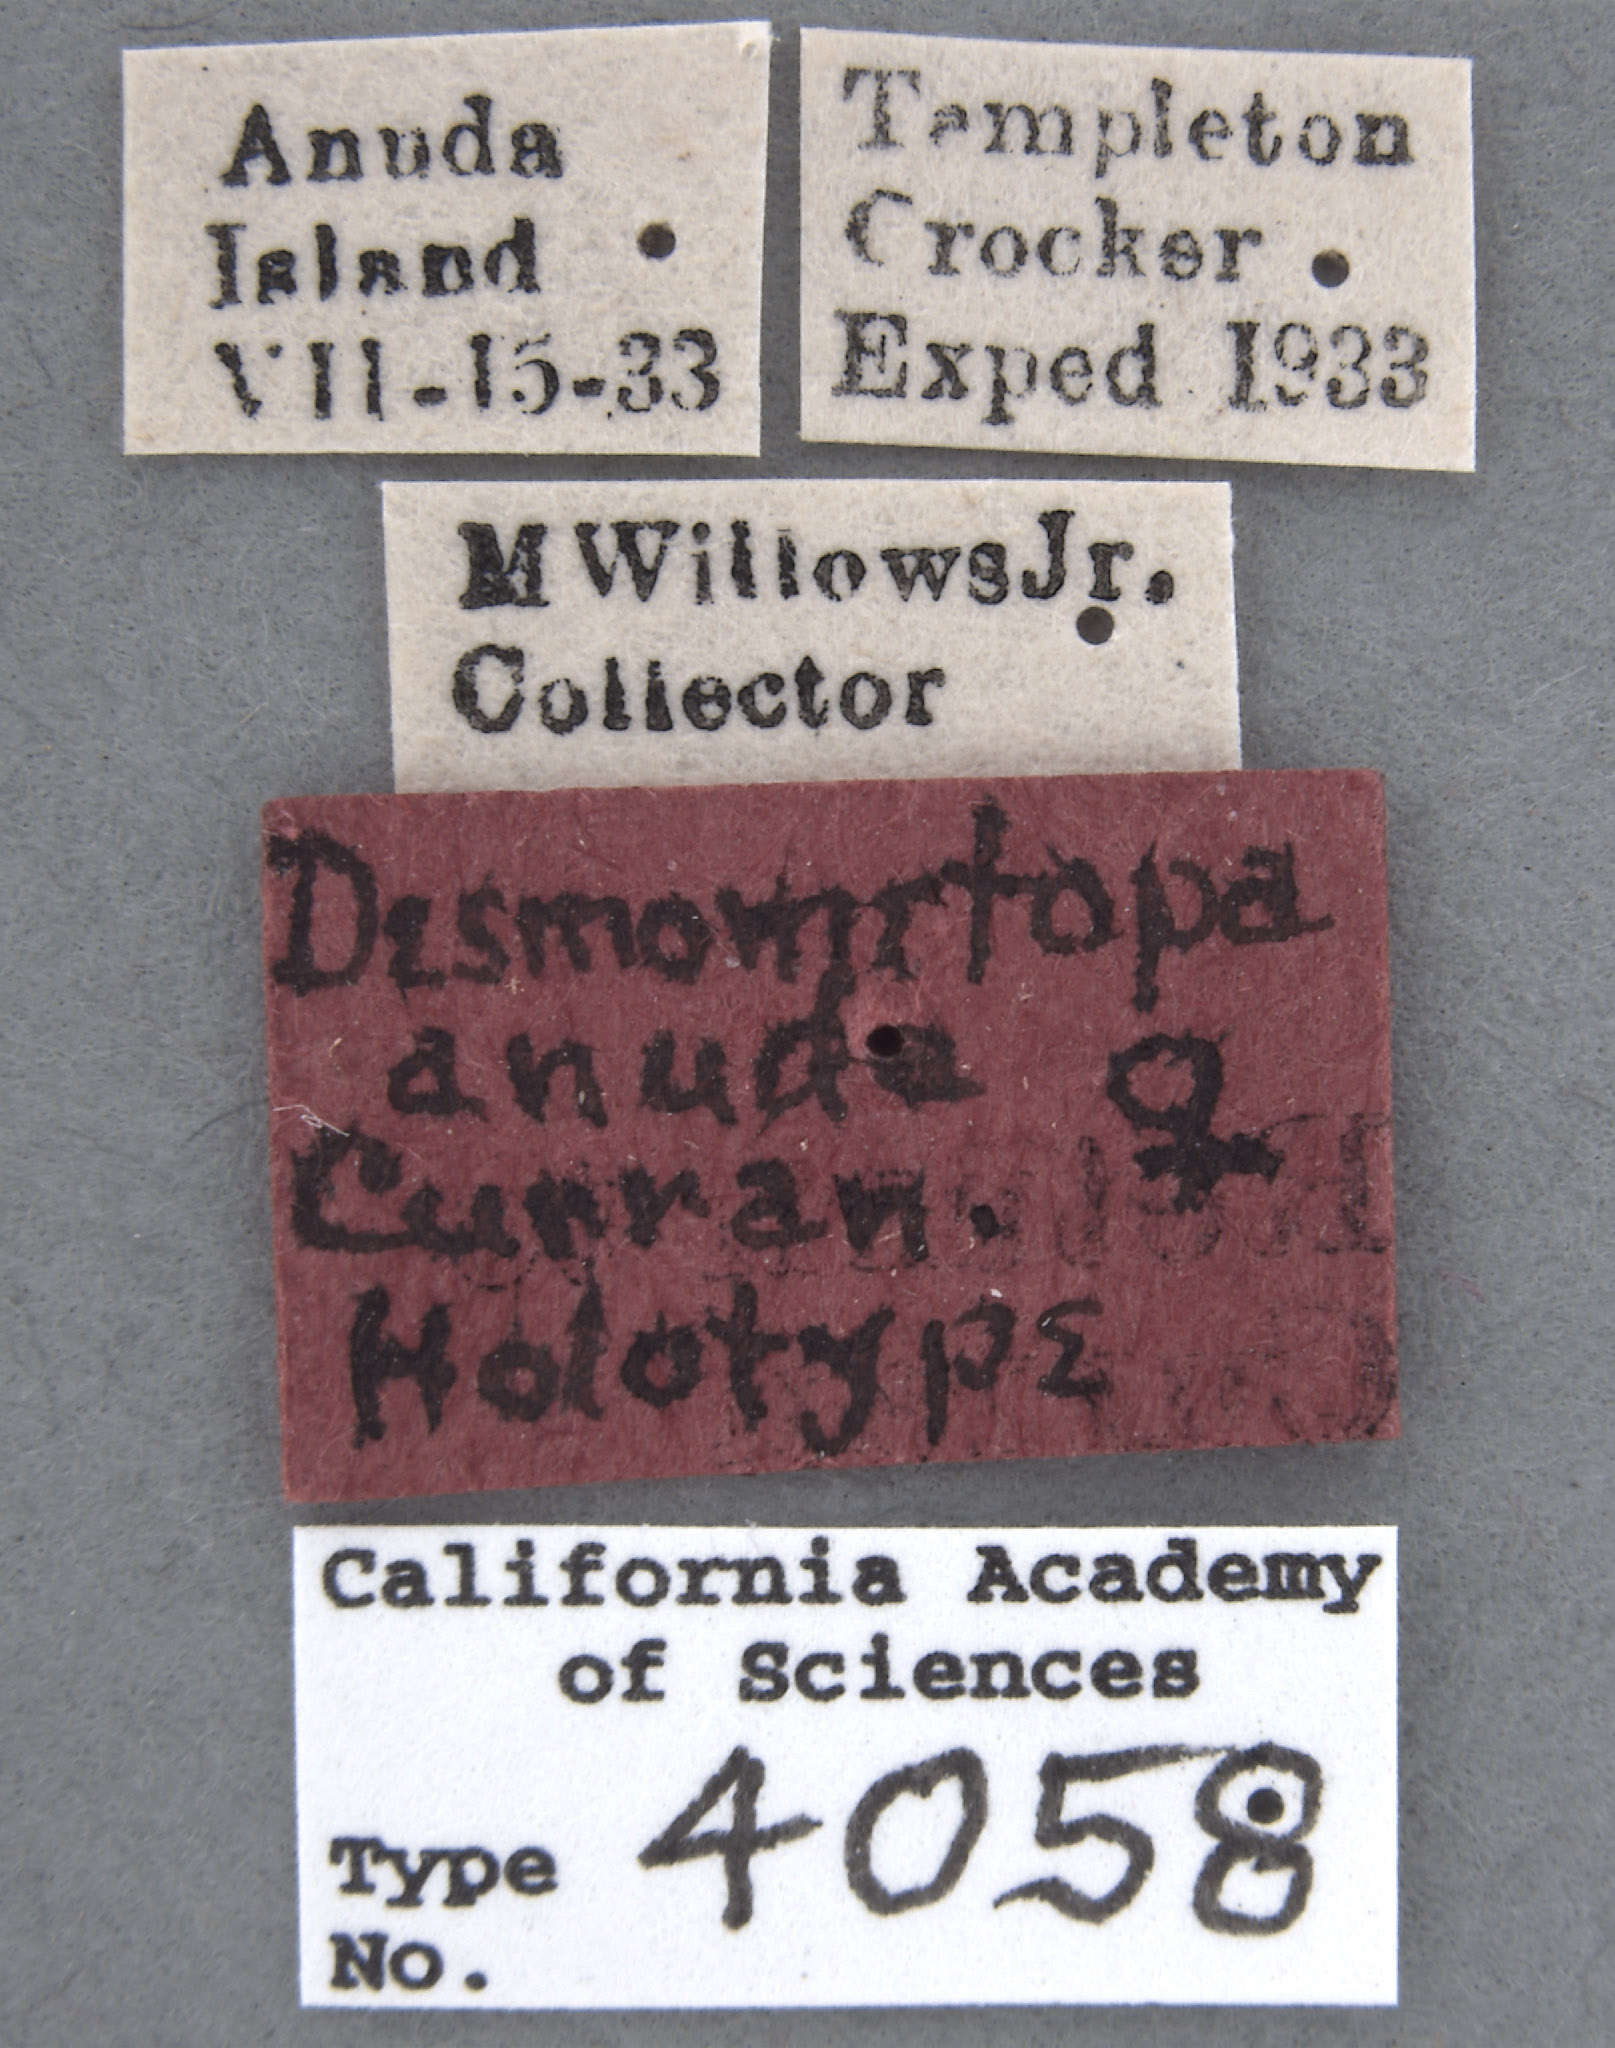 Anuda
Island
VII-15-33
Templeton
Crocker
Exped 1933
M Willows Jr.
Collector
Desmometopa
anuda ♀
Curran.
Holotype
California Academy
of Sciences
Type
No. 4058